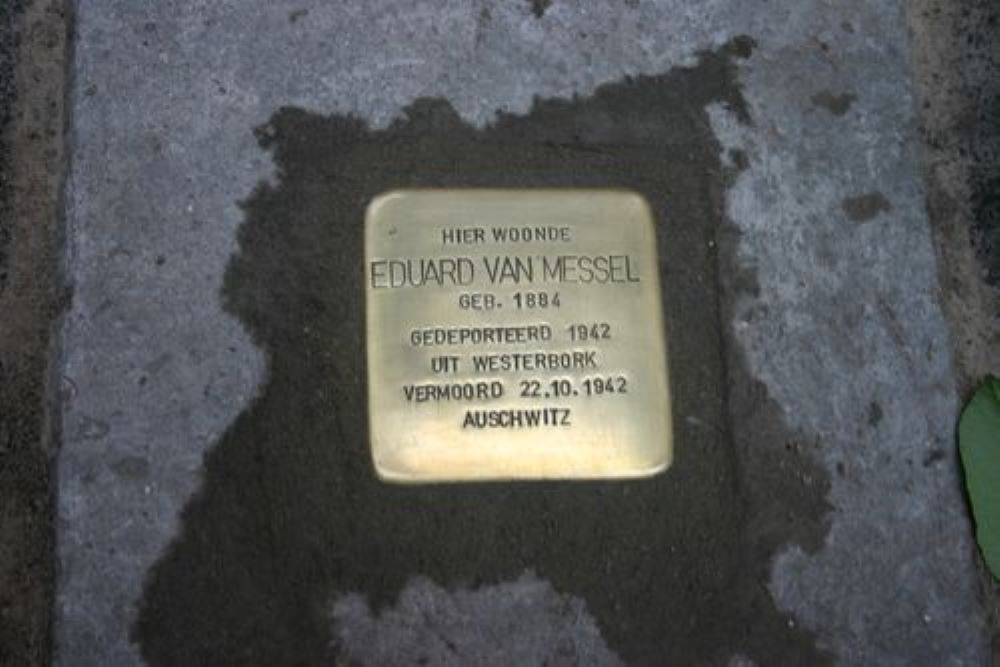 HIER WOONDE
EDUARD VAN MESSEL
GEB. 1884
GEDEPORTEERD 1942
UIT WESTERBORK
VERMOORD 22.10.1942
AUSCHWITZ